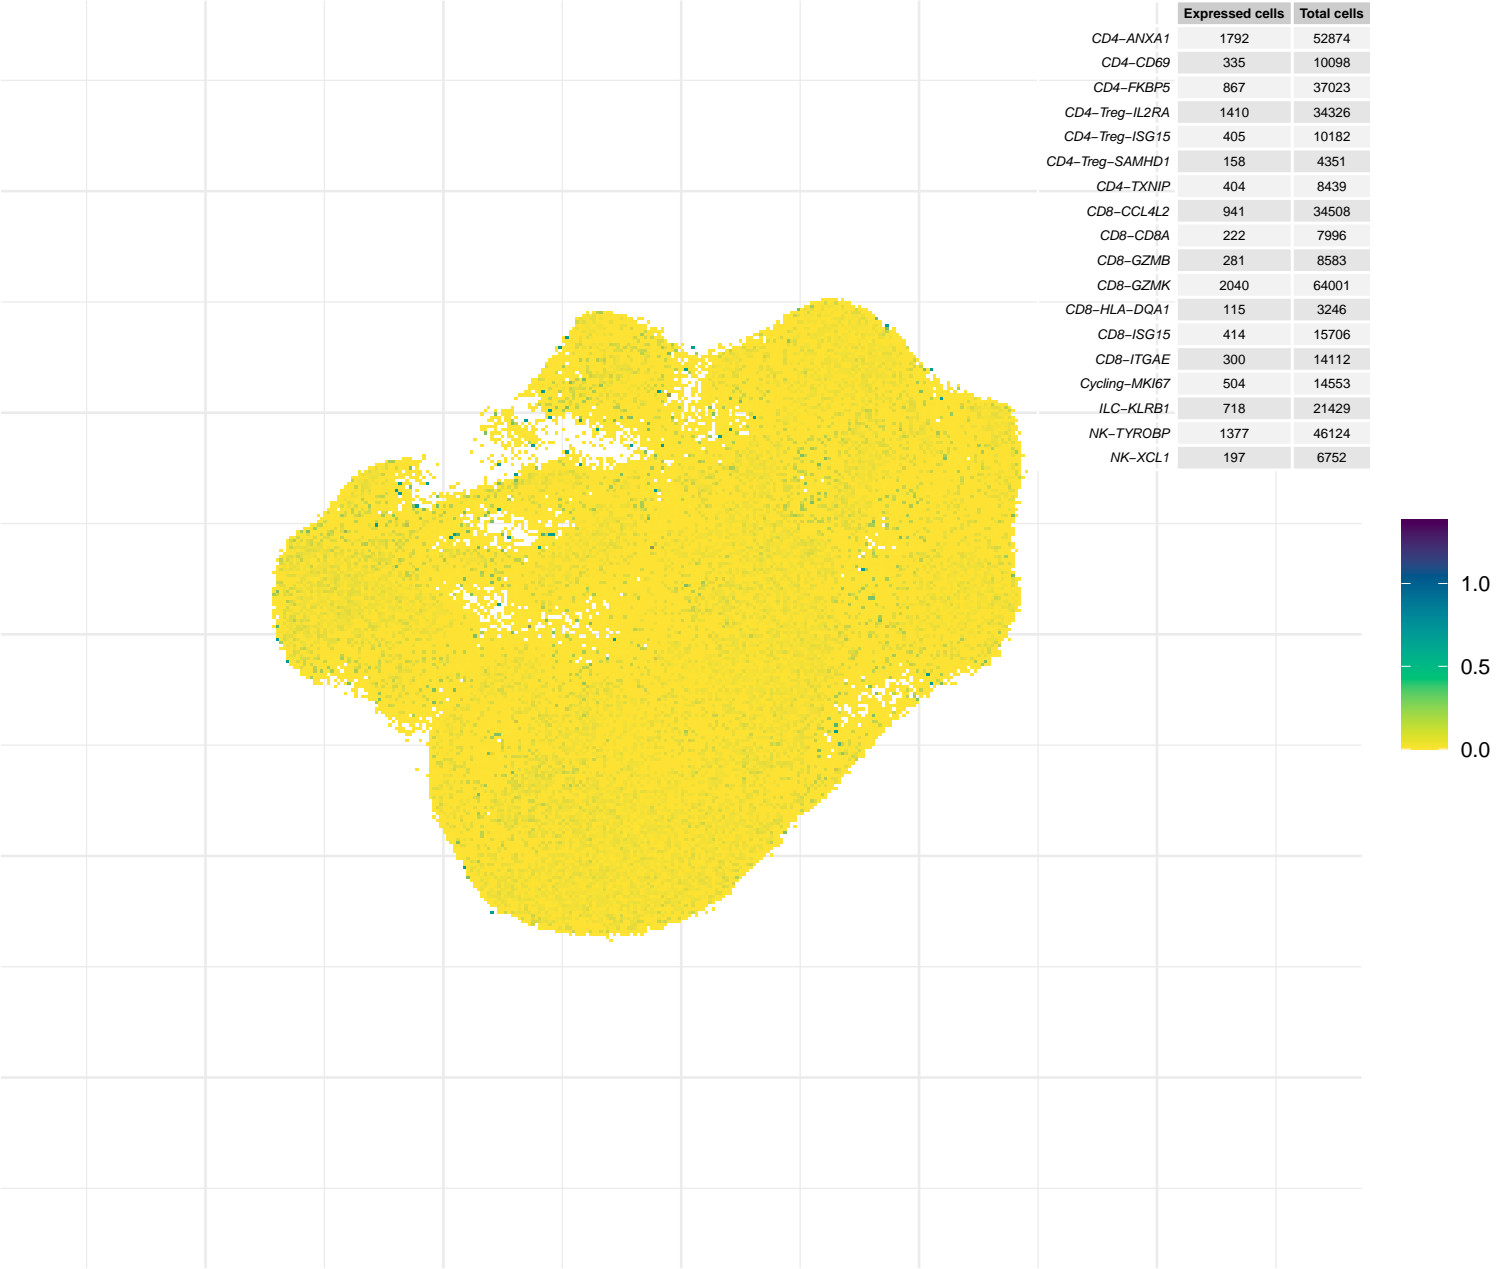 Expressed cells Total cells
CD4−ANXA1 1792 52874
CD4−CD69 335 10098
CD4−FKBP5 867 37023
CD4−Treg−IL2RA 1410 34326
CD4−Treg−ISG15 405 10182
CD4−Treg−SAMHD1 158 4351
CD4−TXNIP 404 8439
CD8−CCL4L2 941 34508
CD8−CD8A 222 7996
CD8−GZMB 281 8583
CD8−GZMK 2040 64001
CD8−HLA−DQA1 115 3246
CD8−ISG15 414 15706
CD8−ITGAE 300 14112
Cycling−MKI67 504 14553
ILC−KLRB1 718 21429
NK−TYROBP 1377 46124
NK−XCL1 197 6752
1.0
0.5
0.0